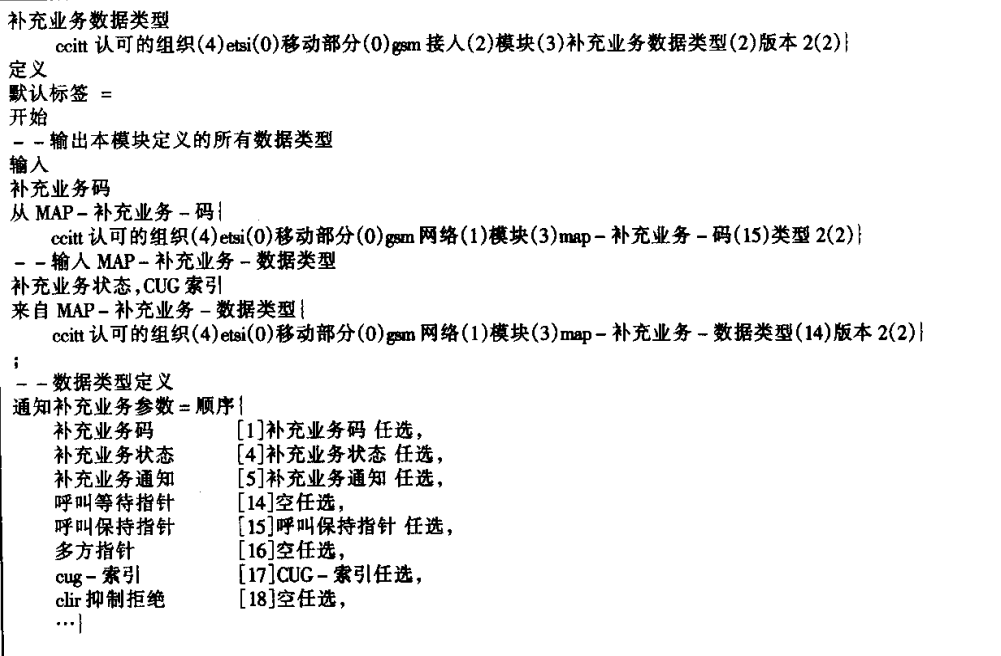 补充业务数据类型
ccitt 认可的组织(4)etsi(0)移动部分(0)gsm 接人(2)模块(3)补充业务数据类型(2)版本 2(2)}
定义
默认标签 =
开始
- -输出本模块定义的所有数据类型
输入
补充业务码
从 MAP-补充业务-码{
ccitt 认可的组织(4)etsi(0)移动部分(0)gsm 网络(1)模块(3)map-补充业务-码(15)类型 2(2)}
- -输人 MAP-补充业务-数据类型
补充业务状态,CUG 索引
来自 MAP-补充业务-数据类型{
ccitt 认可的组织(4)etsi(0)移动部分(0)gsm 网络(1)模块(3)map-补充业务-数据类型(14)版本 2(2)}
;
- -数据类型定义
通知补充业务参数=顺序{
补充业务码 [1]补充业务码 任选,
补充业务状态 [4]补充业务状态 任选,
补充业务通知 [5]补充业务通知 任选,
呼叫等待指针 [14]空任选,
呼叫保持指针 [15]呼叫保持指针 任选,
多方指针 [16]空任选,
cug-索引 [17]CUG-索引任选,
clir 抑制拒绝 [18]空任选,
…}